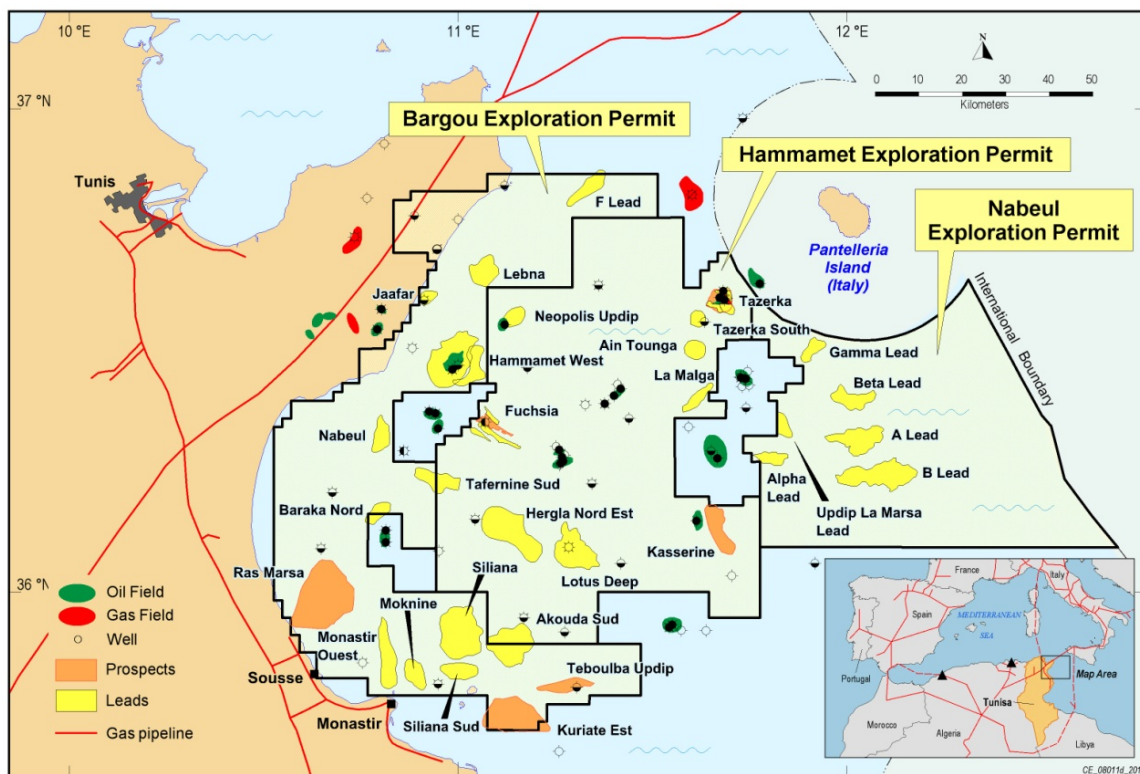 10 °E
11 °E
12 °E
N
0 10 20 30 40 50
Kilometers
37 °N
Bargou Exploration Permit
Hammamet Exploration Permit
Tunis
Nabeul
Exploration Permit
F Lead
Pantelleria
Island
(Italy)
Lebna
International Boundary
Jaafar
Tazerka
Neopolis Updip
Tazerka South
Ain Tounga
Gamma Lead
Hammamet West
La Malga
Beta Lead
Fuchsia
Nabeul
A Lead
B Lead
Tafernine Sud
Alpha
Lead
Updip La Marsa
Lead
Baraka Nord
Hergla Nord Est
Kasserine
36 °N
Ras Marsa
Siliana
Lotus Deep
Moknine
Akouda Sud
Monastir
Ouest
Teboulba Updip
Sousse
Monastir
Siliana Sud
Kuriate Est
Oil Field
Gas Field
Well
Prospects
Leads
Gas pipeline
France
Italy
Spain
MEDITERRANEAN
SEA
Portugal
Map Area
Tunisa
Morocco
Algeria
Libya
CE_08011d_201